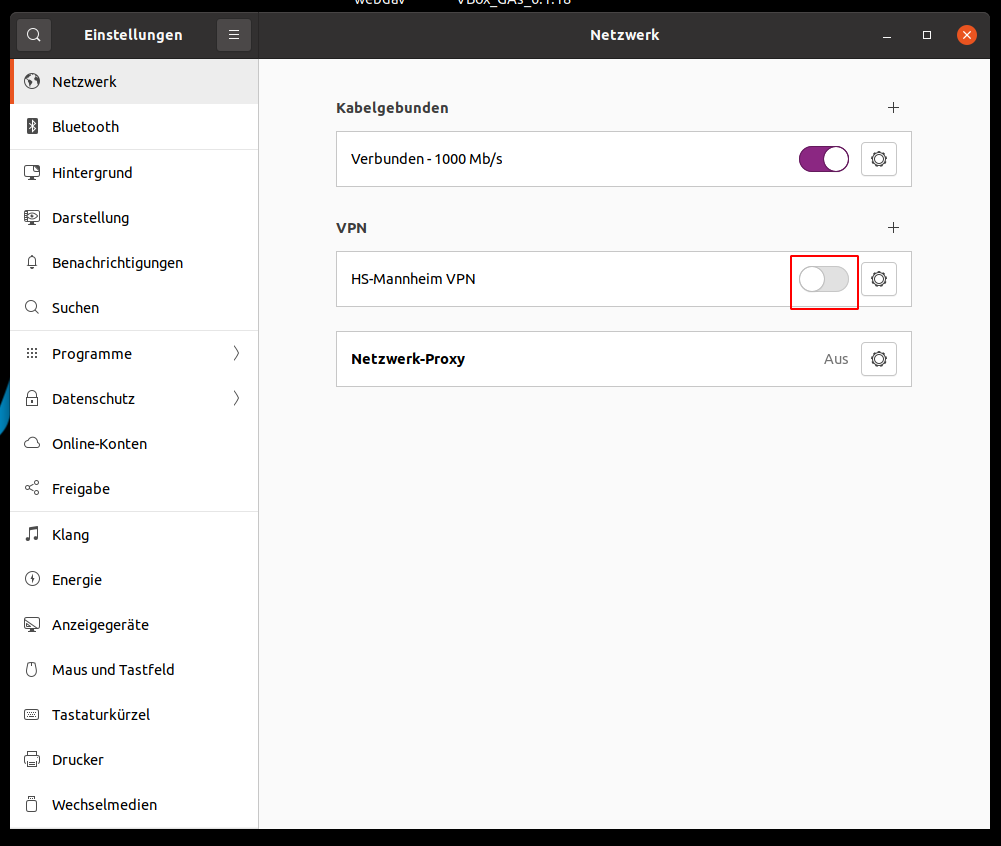 webdav VBox_GAs_6.1.18
Einstellungen
Netzwerk
Netzwerk
Bluetooth
Hintergrund
Darstellung
Benachrichtigungen
Suchen
Programme
Datenschutz
Online-Konten
Freigabe
Klang
Energie
Anzeigegeräte
Maus und Tastfeld
Tastaturkürzel
Drucker
Wechselmedien
Kabelgebunden
Verbunden - 1000 Mb/s
VPN
HS-Mannheim VPN
Netzwerk-Proxy Aus